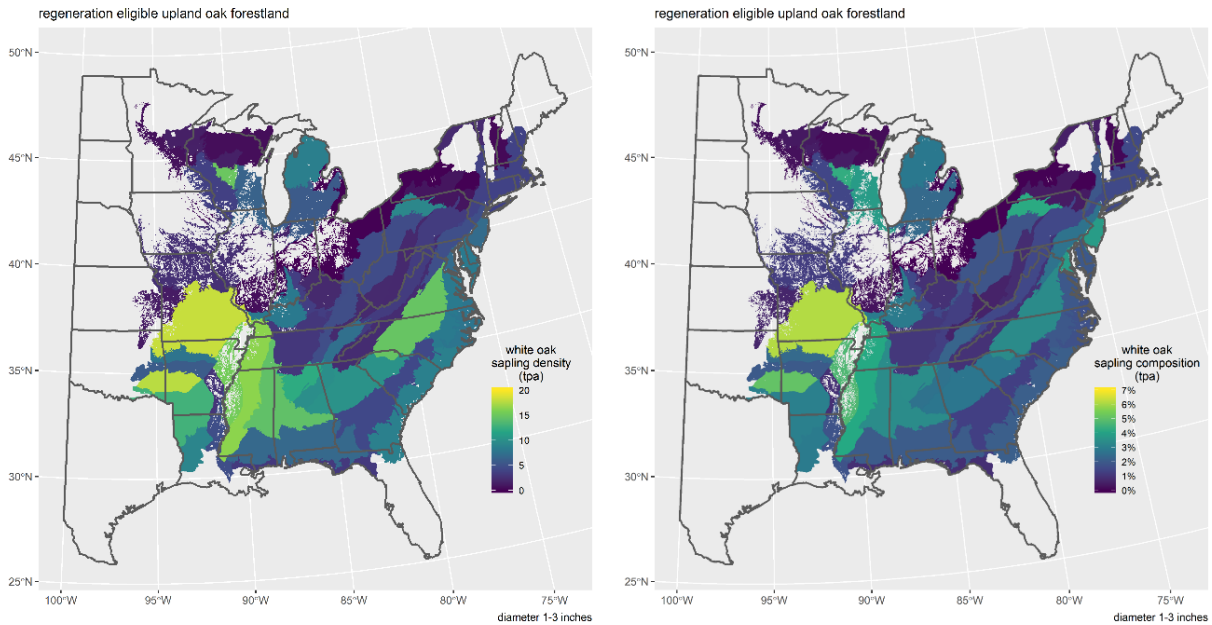 regeneration eligible upland oak forestland
50°N
45°N
40°N
35°N
30°N
25°N
100°W
95°W
90°W
85°W
80°W
white oak
sapling density
(tpa)
20
15
10
5
0
diameter 1-3 inches
regeneration eligible upland oak forestland
50°N
45°N
40°N
35°N
30°N
25°N
100°W
95°W
90°W
85°W
80°W
white oak
sapling composition
(tpa)
7%
6%
5%
4%
3%
2%
1%
0%
diameter 1-3 inches